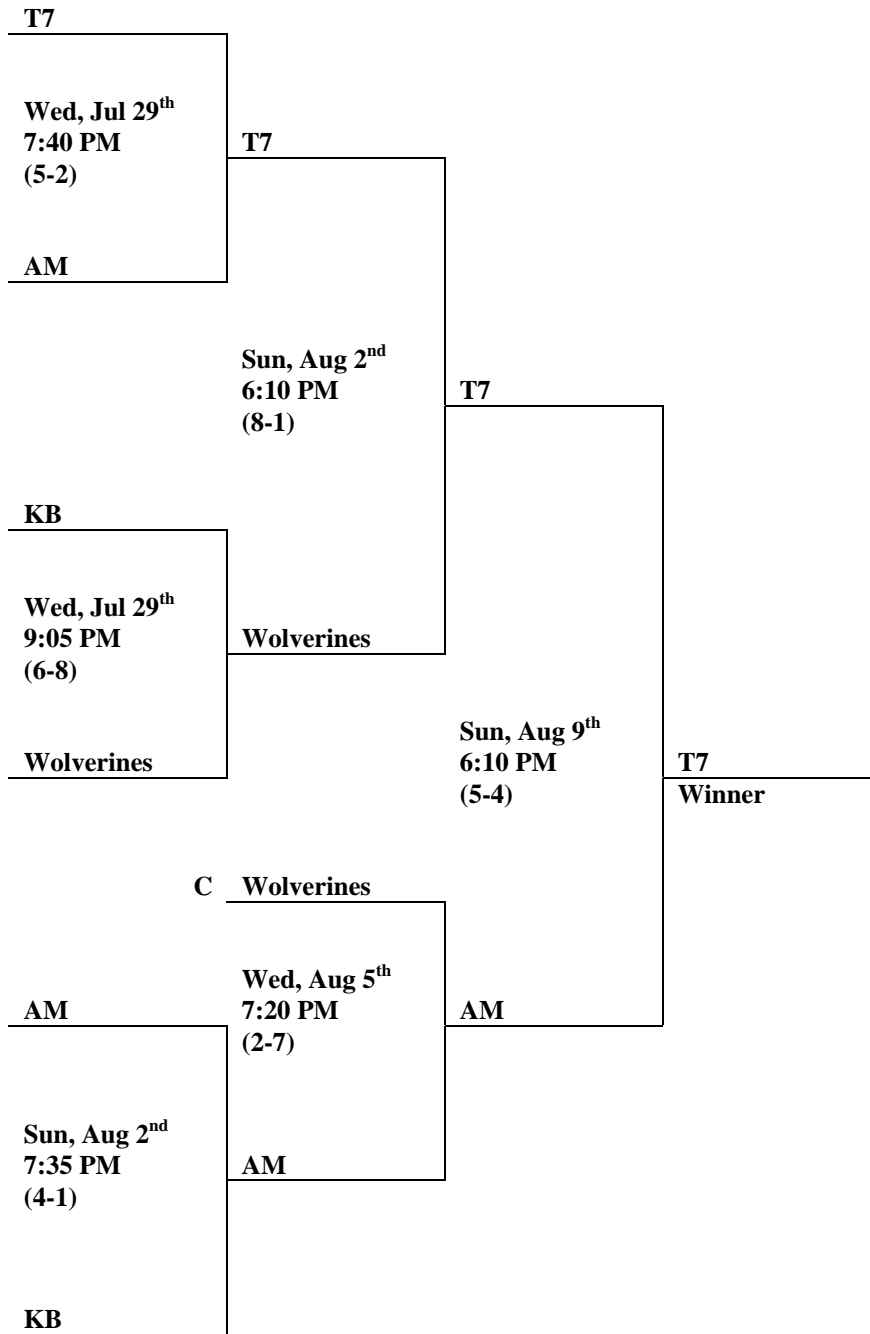 T7
Wed, Jul 29th
7:40 PM
(5-2)
T7
AM
Sun, Aug 2nd
6:10 PM
(8-1)
T7
KB
Wed, Jul 29th
9:05 PM
(6-8)
Wolverines
Wolverines
Sun, Aug 9th
6:10 PM
(5-4)
T7
Winner
C Wolverines
Wed, Aug 5th
7:20 PM
(2-7)
AM
AM
Sun, Aug 2nd
7:35 PM
(4-1)
AM
KB